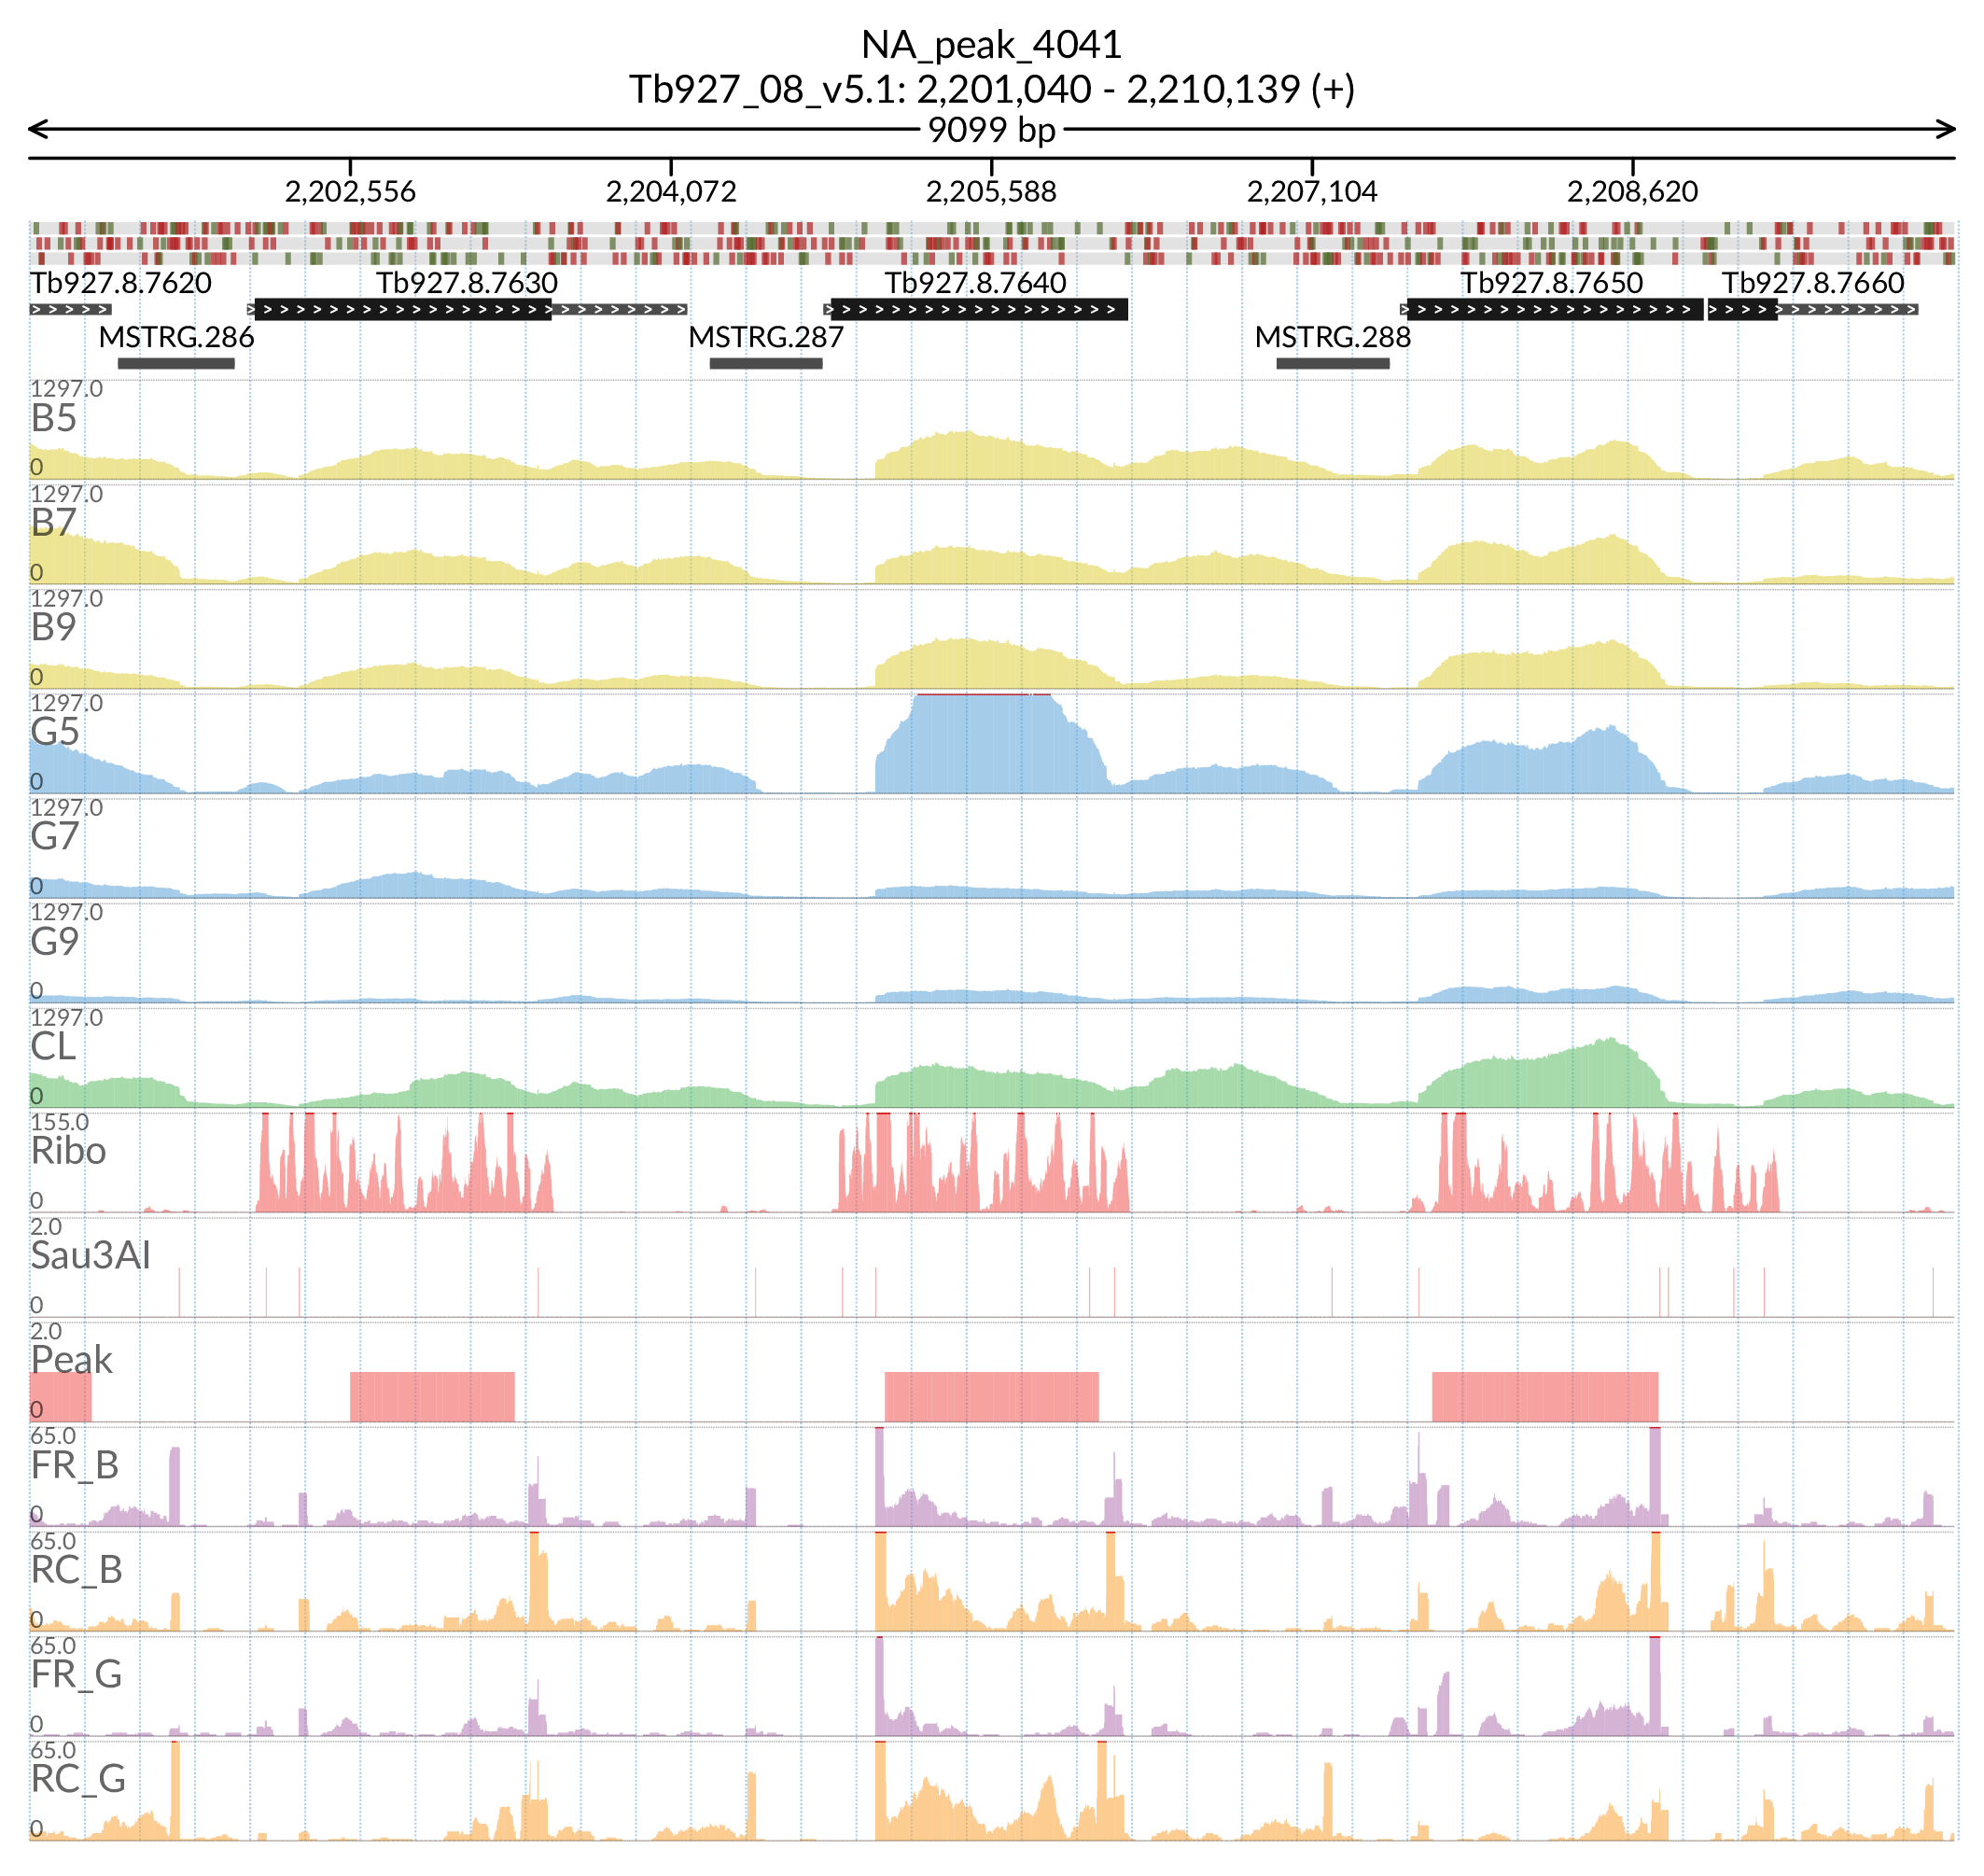 NA_peak_4041
Tb927_08_v5.1: 2,201,040 - 2,210,139 (+)
9099 bp
2,202,556 2,204,072 2,205,588 2,207,104 2,208,620
Tb927.8.7620 Tb927.8.7630 Tb927.8.7640 Tb927.8.7650 Tb927.8.7660
MSTRG.286 MSTRG.287 MSTRG.288
1297.0
B5
0
1297.0
B7
0
1297.0
B9
0
1297.0
G5
0
1297.0
G7
0
1297.0
G9
0
1297.0
CL
0
155.0
Ribo
0
2.0
Sau3AI
0
2.0
Peak
0
65.0
FR_B
0
65.0
RC_B
0
65.0
FR_G
0
65.0
RC_G
0